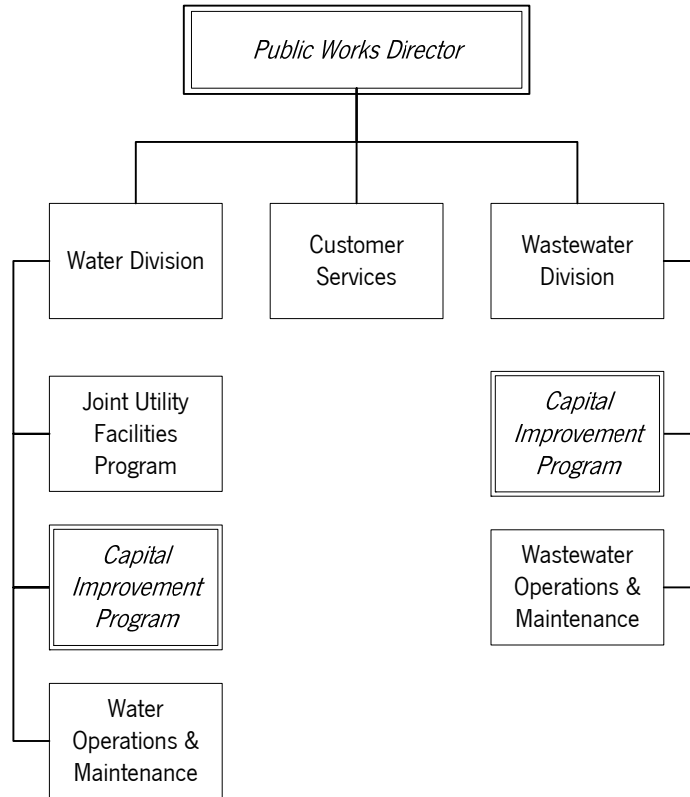 Public Works Director
Water Division
Customer
Services
Wastewater
Division
Joint Utility
Facilities
Program
Capital
Improvement
Program
Capital
Improvement
Program
Wastewater
Operations &
Maintenance
Water
Operations &
Maintenance